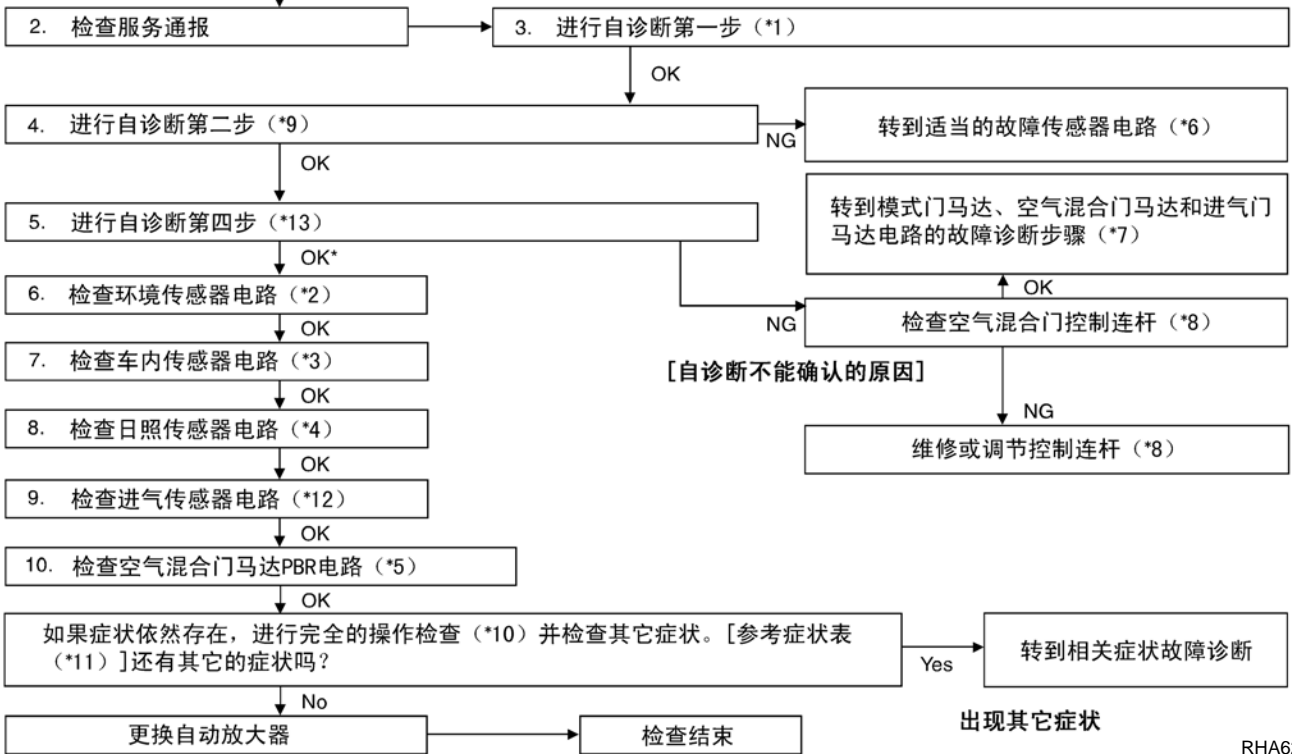 2. 检查服务通报
3. 进行自诊断第一步（*1）
OK
4. 进行自诊断第二步（*9）
NG
转到适当的故障传感器电路（*6）
OK
5. 进行自诊断第四步（*13）
转到模式门马达、空气混合门马达和进气门
马达电路的故障诊断步骤（*7）
OK*
OK
6. 检查环境传感器电路（*2）
NG
检查空气混合门控制连杆（*8）
OK
7. 检查车内传感器电路（*3）
[自诊断不能确认的原因]
OK
NG
8. 检查日照传感器电路（*4）
维修或调节控制连杆（*8）
OK
9. 检查进气传感器电路（*12）
OK
10. 检查空气混合门马达PBR电路（*5）
OK
如果症状依然存在，进行完全的操作检查（*10）并检查其它症状。[参考症状表
（*11）]还有其它的症状吗？
Yes
转到相关症状故障诊断
No
出现其它症状
更换自动放大器
检查结束